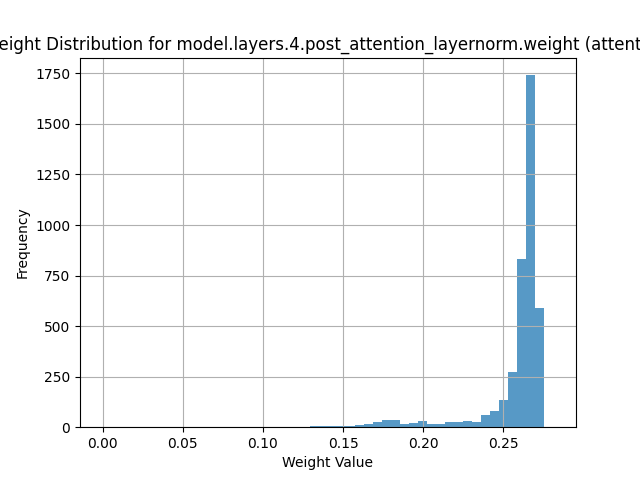 eight Distribution for model.layers.4.post_attention_layernorm.weight (attent
1750
1500
1250
1000
750
500
250
0
Frequency
0.00 0.05 0.10 0.15 0.20 0.25
Weight Value